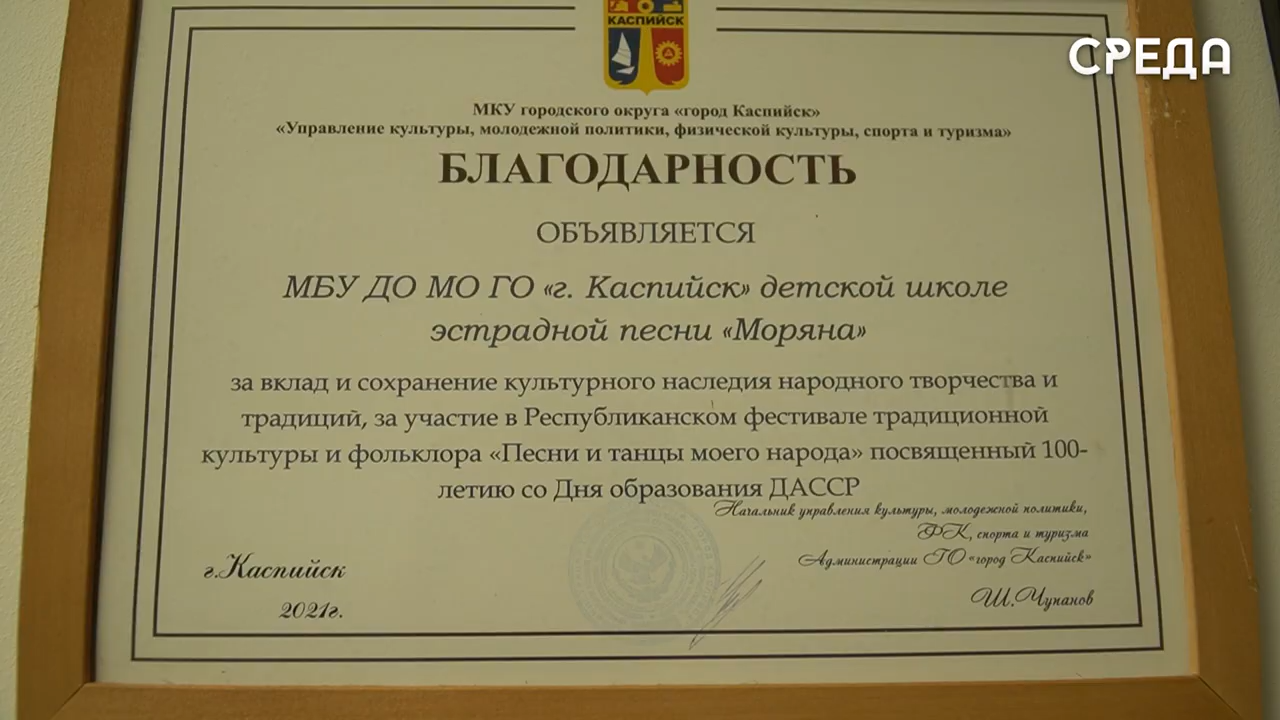 КАСПИЙСК
СРЕДА
МКУ городского округа «город Каспийск»
«Управление культуры, молодежной политики, физической культуры, спорта и туризма»
БЛАГОДАРНОСТЬ
ОБЪЯВЛЯЕТСЯ
МБУ ДО МО ГО «г. Каспийск» детской школе
эстрадной песни «Моряна»
за вклад и сохранение культурного наследия народного творчества и
традиций, за участие в Республиканском фестивале традиционной
культуры и фольклора «Песни и танцы моего народа» посвященный 100-
летию со Дня образования ДАССР
Начальник управления культуры, молодежной политики,
ФК, спорта и туризма
Администрации ГО «город Каспийск»
г.Каспийск
Ш.Чупанов
2021г.